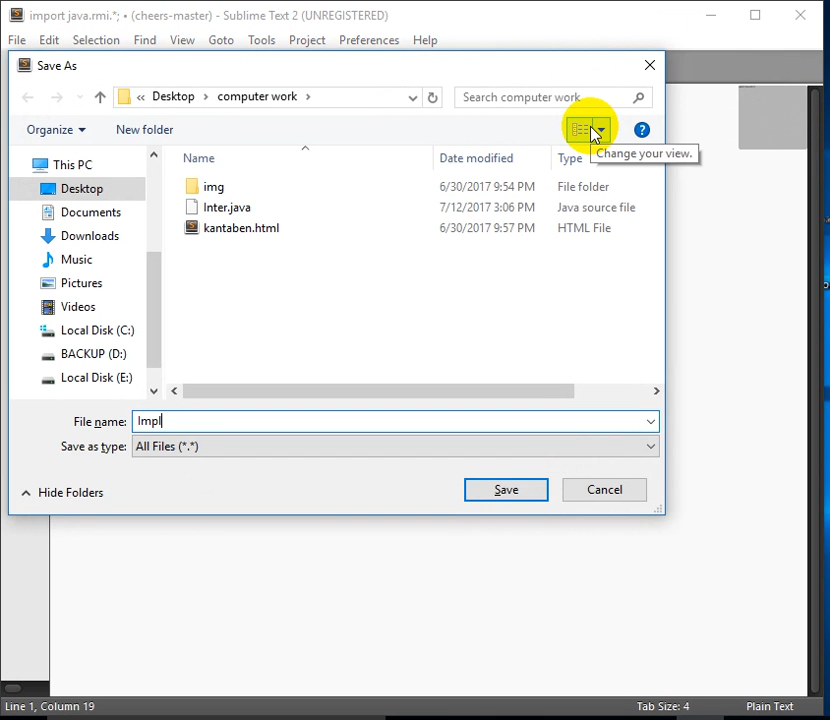 import java.rmi.*; • (cheers-master) - Sublime Text 2 (UNREGISTERED)
File Edit Selection Find View Goto Tools Project Preferences Help
Save As
« Desktop > computer work >
Search computer work
Organize New folder
?
Change your view.
Name Date modified Type
This PC
Desktop
Documents
Downloads
Music
Pictures
Videos
Local Disk (C:)
BACKUP (D:)
Local Disk (E:)
img 6/30/2017 9:54 PM File folder
Inter.java 7/12/2017 3:06 PM Java source file
kantaben.html 6/30/2017 9:57 PM HTML File
File name: Impl
Save as type: All Files (*.*)
Hide Folders
Save Cancel
Line 1, Column 19 Tab Size: 4 Plain Text